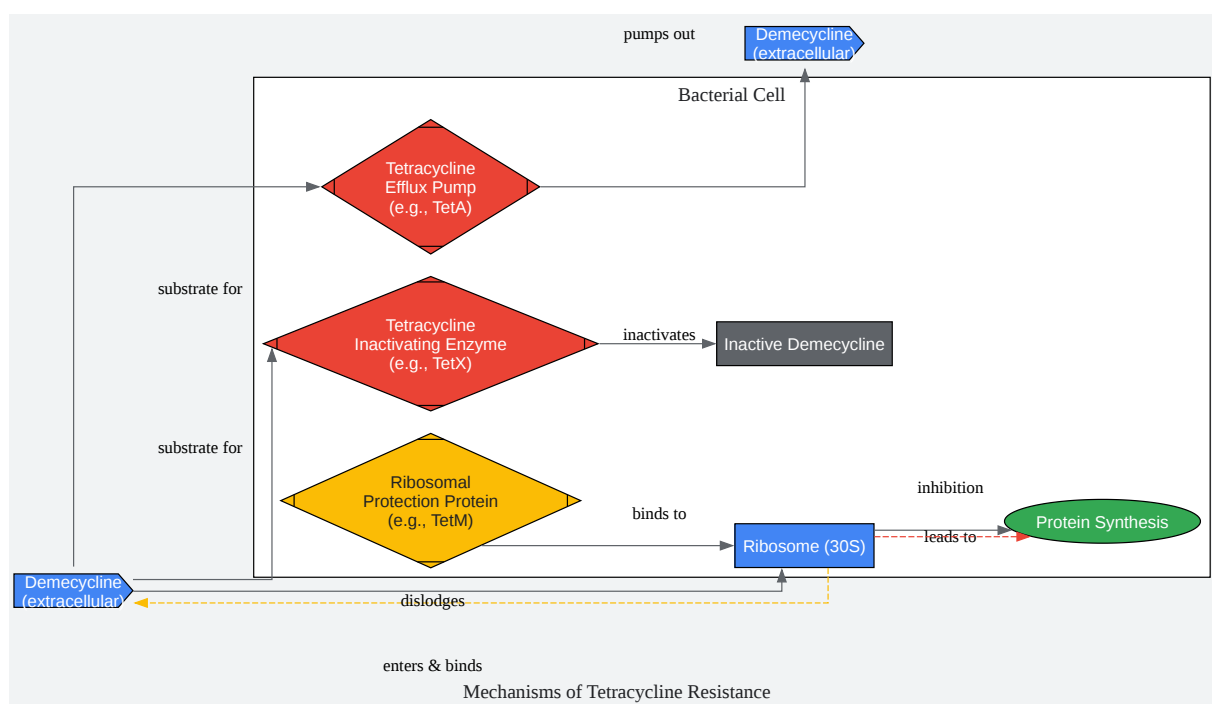 pumps out
Demecycline
(extracellular)
Bacterial Cell
Tetracycline
Efflux Pump
(e.g., TetA)
substrate for
Tetracycline
Inactivating Enzyme
(e.g., TetX)
inactivates
Inactive Demecycline
substrate for
Ribosomal
Protection Protein
(e.g., TetM)
binds to
inhibition
Protein Synthesis
leads to
Ribosome (30S)
Demecycline
(extracellular)
dislodges
enters & binds
Mechanisms of Tetracycline Resistance